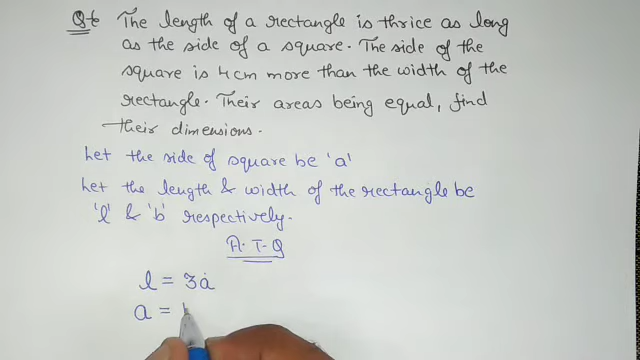 Q6 The length of a rectangle is thrice as long
as the side of a square. The side of the
square is 4cm more than the width of the
rectangle. Their areas being equal, find
their dimensions.
Let the side of square be 'a'
Let the length & width of the rectangle be
'l' & 'b' respectively.
A.T.Q
l = 3a
a =